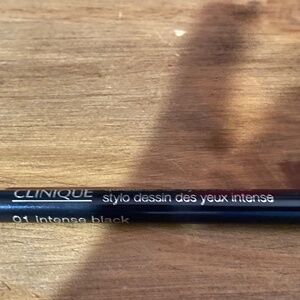 CLINIQUE stylo dessin des yeux intense
01 intense black